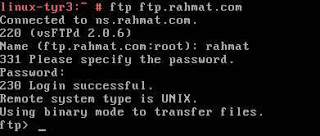 linux-tyr3:~ # ftp ftp.rahmat.com
Connected to ns.rahmat.com.
220 (vsFTPd 2.0.6)
Name (ftp.rahmat.com:root): rahmat
331 Please specify the password.
Password:
230 Login successful.
Remote system type is UNIX.
Using binary mode to transfer files.
ftp> _